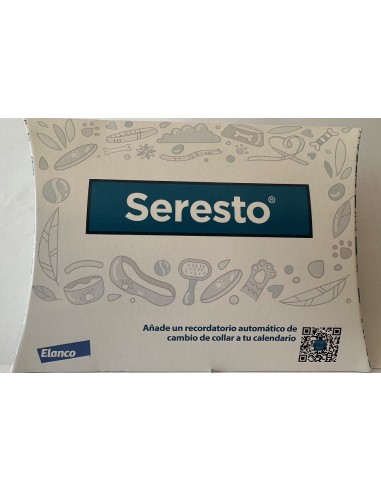 Seresto®
Añade un recordatorio automático de
cambio de collar a tu calendario
Elanco